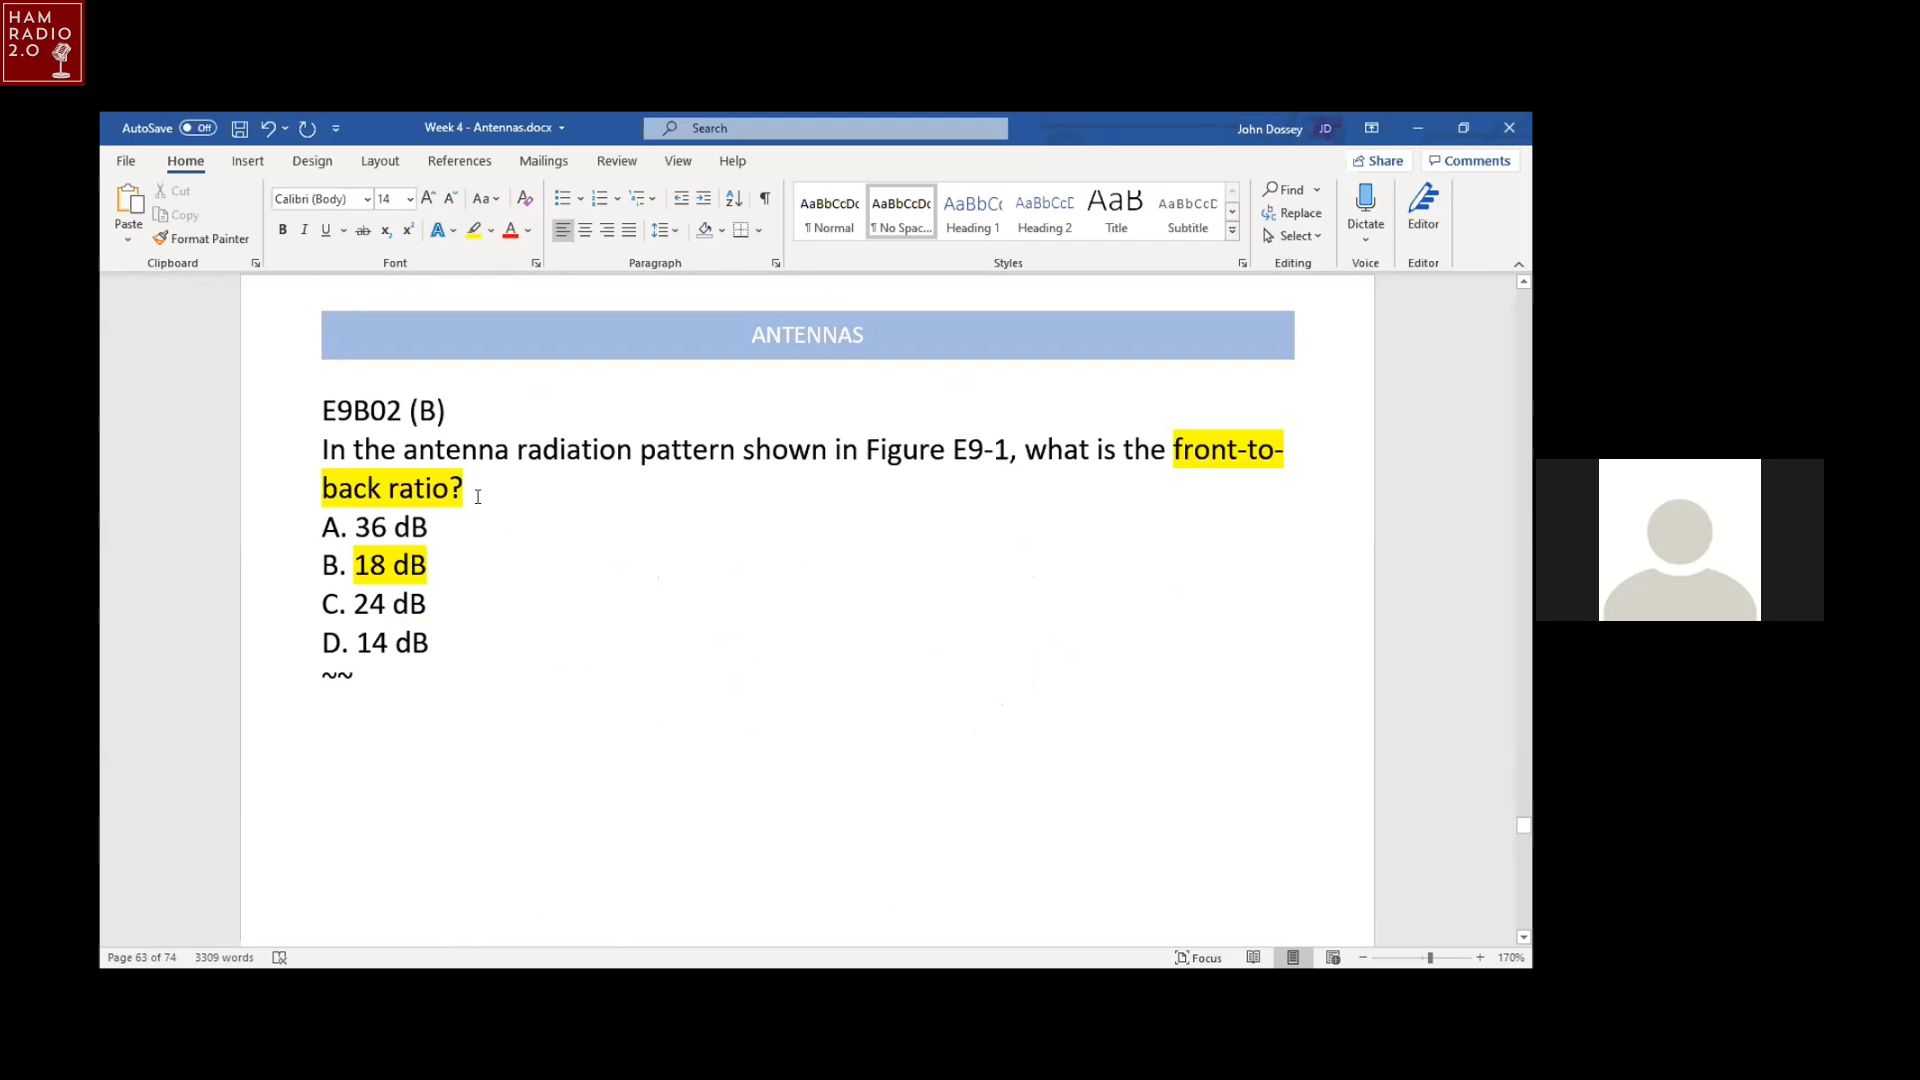 HAM
RADIO
2.0
AutoSave Off Week 4 - Antennas.docx Search John Dossey JD
File Home Insert Design Layout References Mailings Review View Help Share Comments
Paste
Cut
Copy
Format Painter
Clipboard
Calibri (Body) 14
Font
Paragraph
AaBbCcDc AaBbCcDc AaBbCc AaBbCcD AaB AaBbCcD
¶ Normal ¶ No Spac... Heading 1 Heading 2 Title Subtitle
Styles
Find
Replace
Select
Editing
Dictate
Voice
Editor
Editor
ANTENNAS
E9B02 (B)
In the antenna radiation pattern shown in Figure E9-1, what is the front-to-
back ratio?
A. 36 dB
B. 18 dB
C. 24 dB
D. 14 dB
~~
Page 63 of 74 3309 words Focus 170%